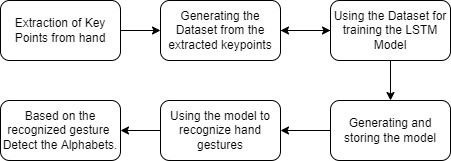 Extraction of Key
Points from hand
Generating the
Dataset from the
extracted keypoints
Using the Dataset for
training the LSTM
Model
Generating and
storing the model
Using the model to
recognize hand
gestures
Based on the
recognized gesture
Detect the Alphabets.